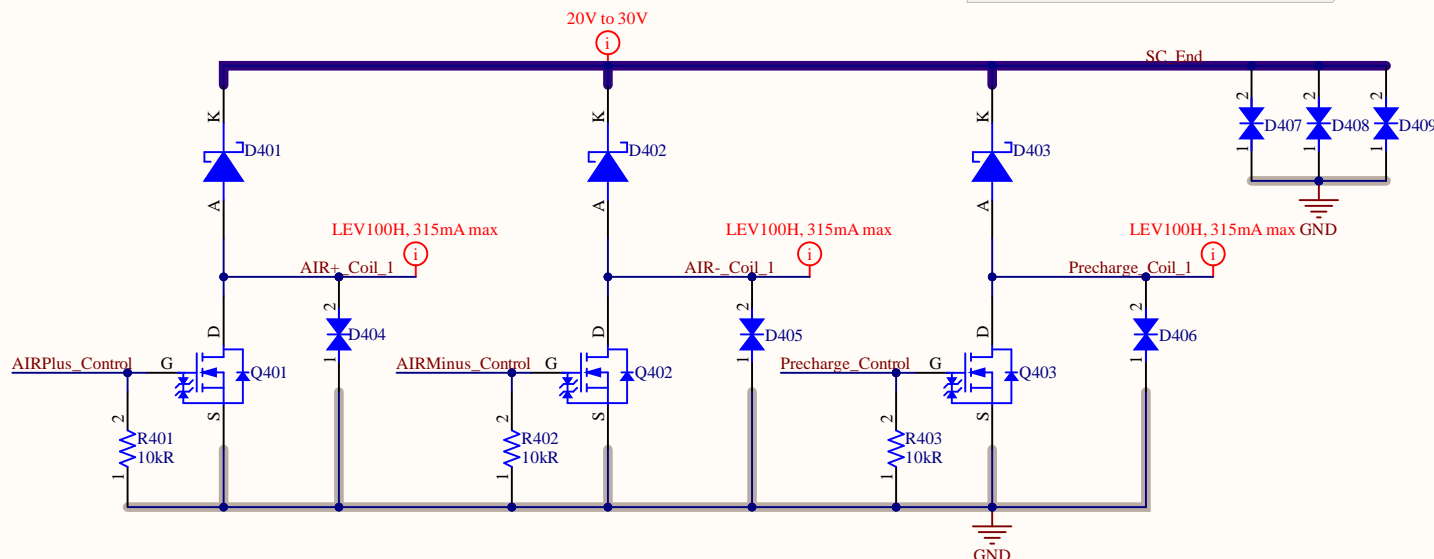 20V to 30V
i
SC_End
K
K
K
2
2
2
D401
D402
D403
D407
D408
D409
1
1
1
A
A
A
LEV100H, 315mA max
LEV100H, 315mA max
LEV100H, 315mA max
GND
i
i
i
AIR+_Coil_1
AIR-_Coil_1
Precharge_Coil_1
2
2
2
D
D
D
D404
D405
D406
1
1
1
AIRPlus_Control
G
Q401
AIRMinus_Control
G
Q402
Precharge_Control
G
Q403
S
S
S
2
2
2
R401
10kR
R402
10kR
R403
10kR
1
1
1
GND